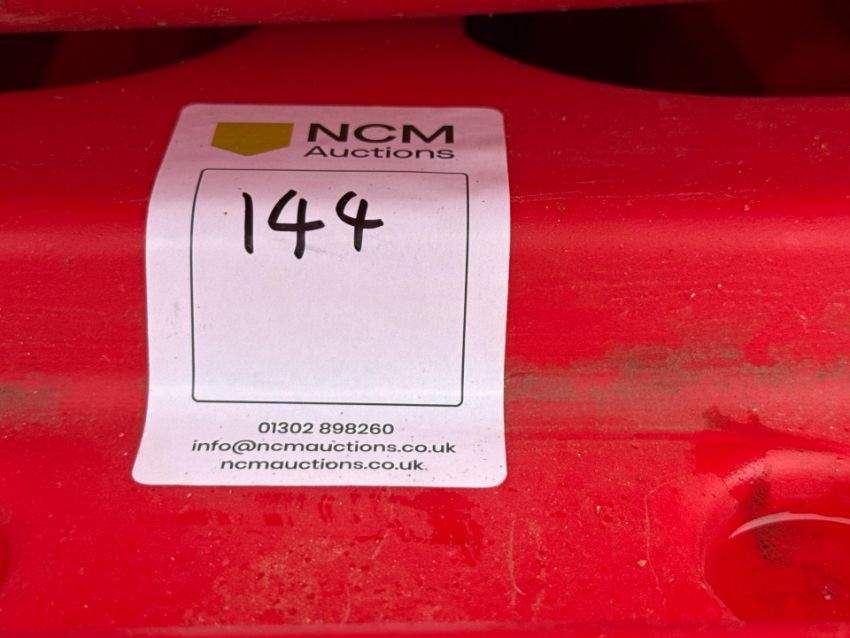 NCM
Auctions
144
01302 898260
info@ncmauctions.co.uk
ncmauctions.co.uk